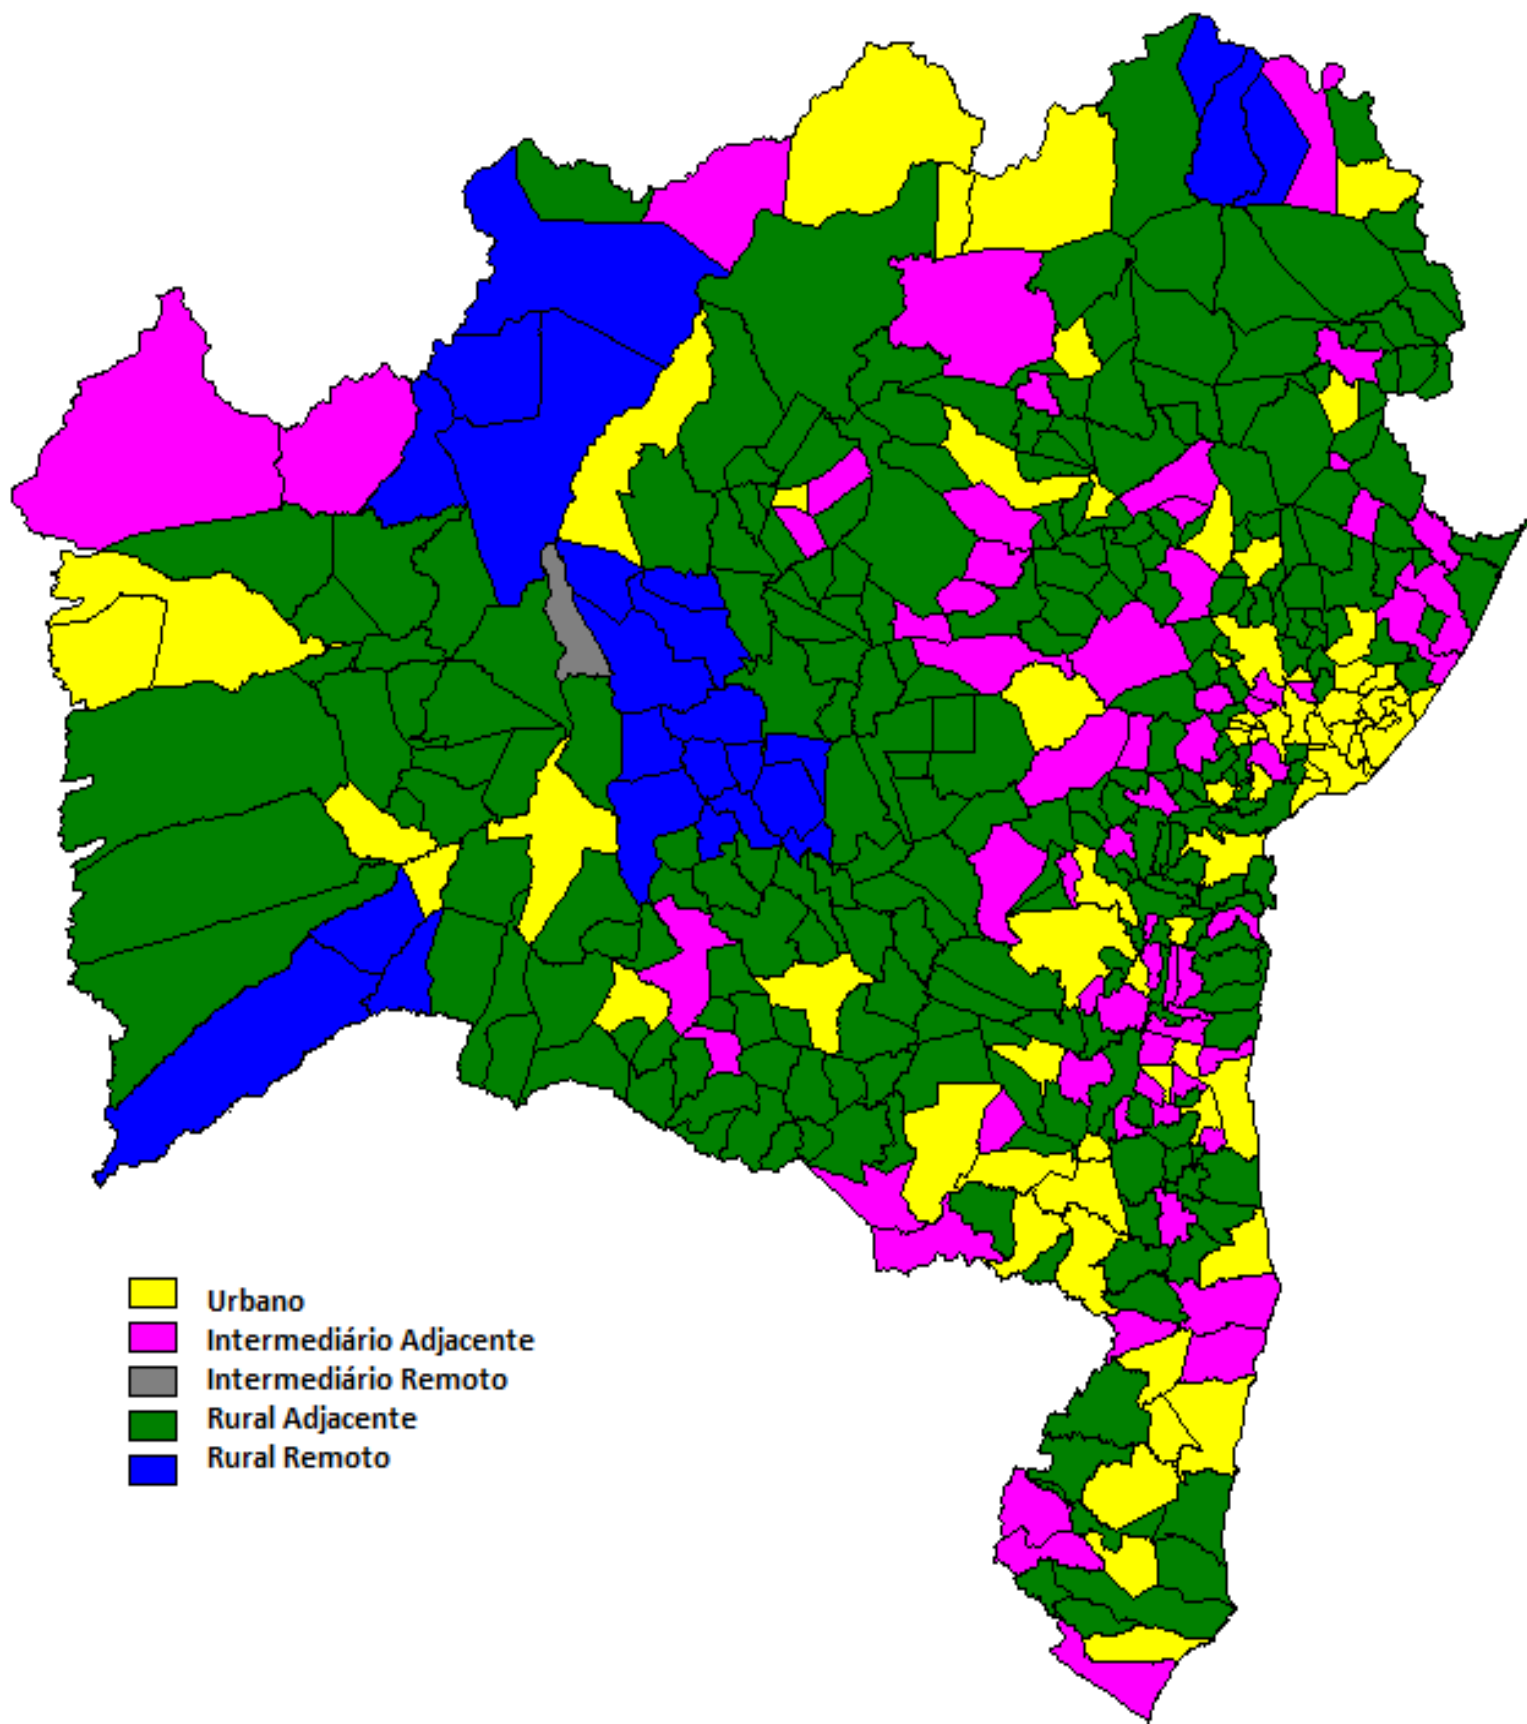 Urbano
Intermediário Adjacente
Intermediário Remoto
Rural Adjacente
Rural Remoto